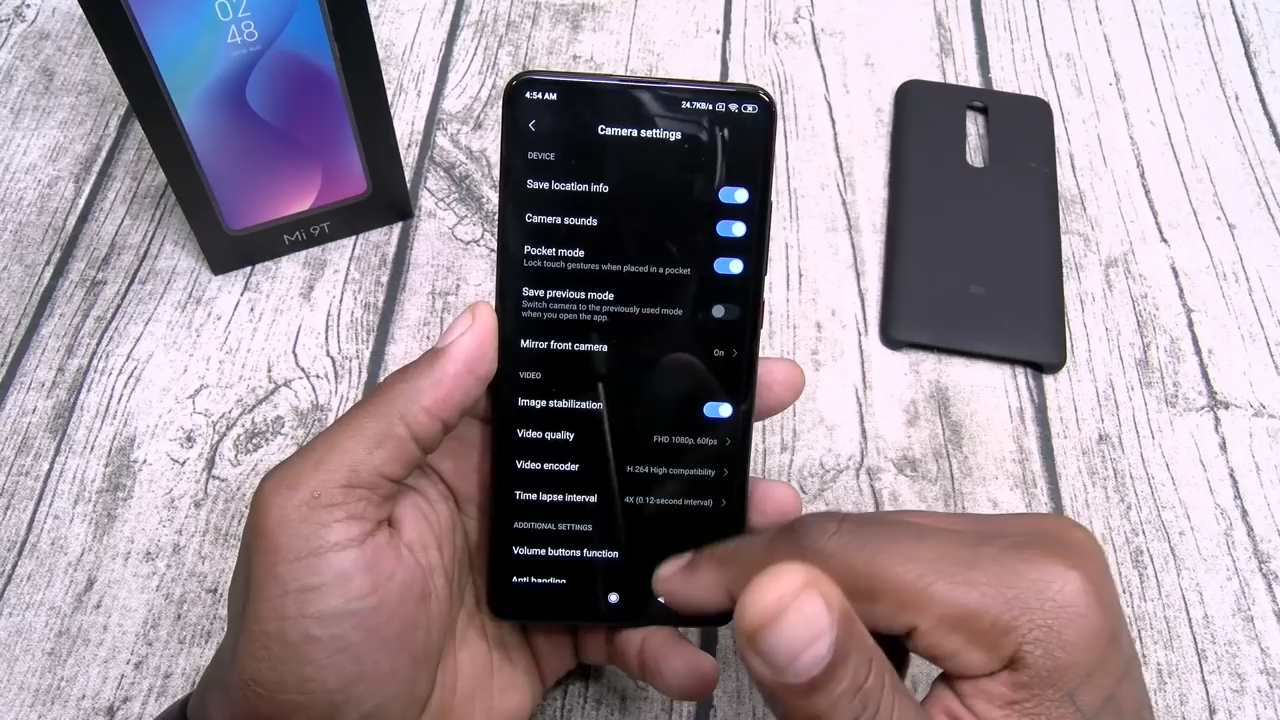 02
48
Mi 9T
4:54 AM
24.7KB/s
Camera settings
DEVICE
Save location info
Camera sounds
Pocket mode
Lock touch gestures when placed in a pocket
Save previous mode
Switch camera to the previously used mode
when you open the app.
Mirror front camera
On
VIDEO
Image stabilization
Video quality
FHD 1080p, 60fps
Video encoder
H.264 High compatibility
Time lapse interval
4X (0.12-second interval)
ADDITIONAL SETTINGS
Volume buttons function
Anti banding